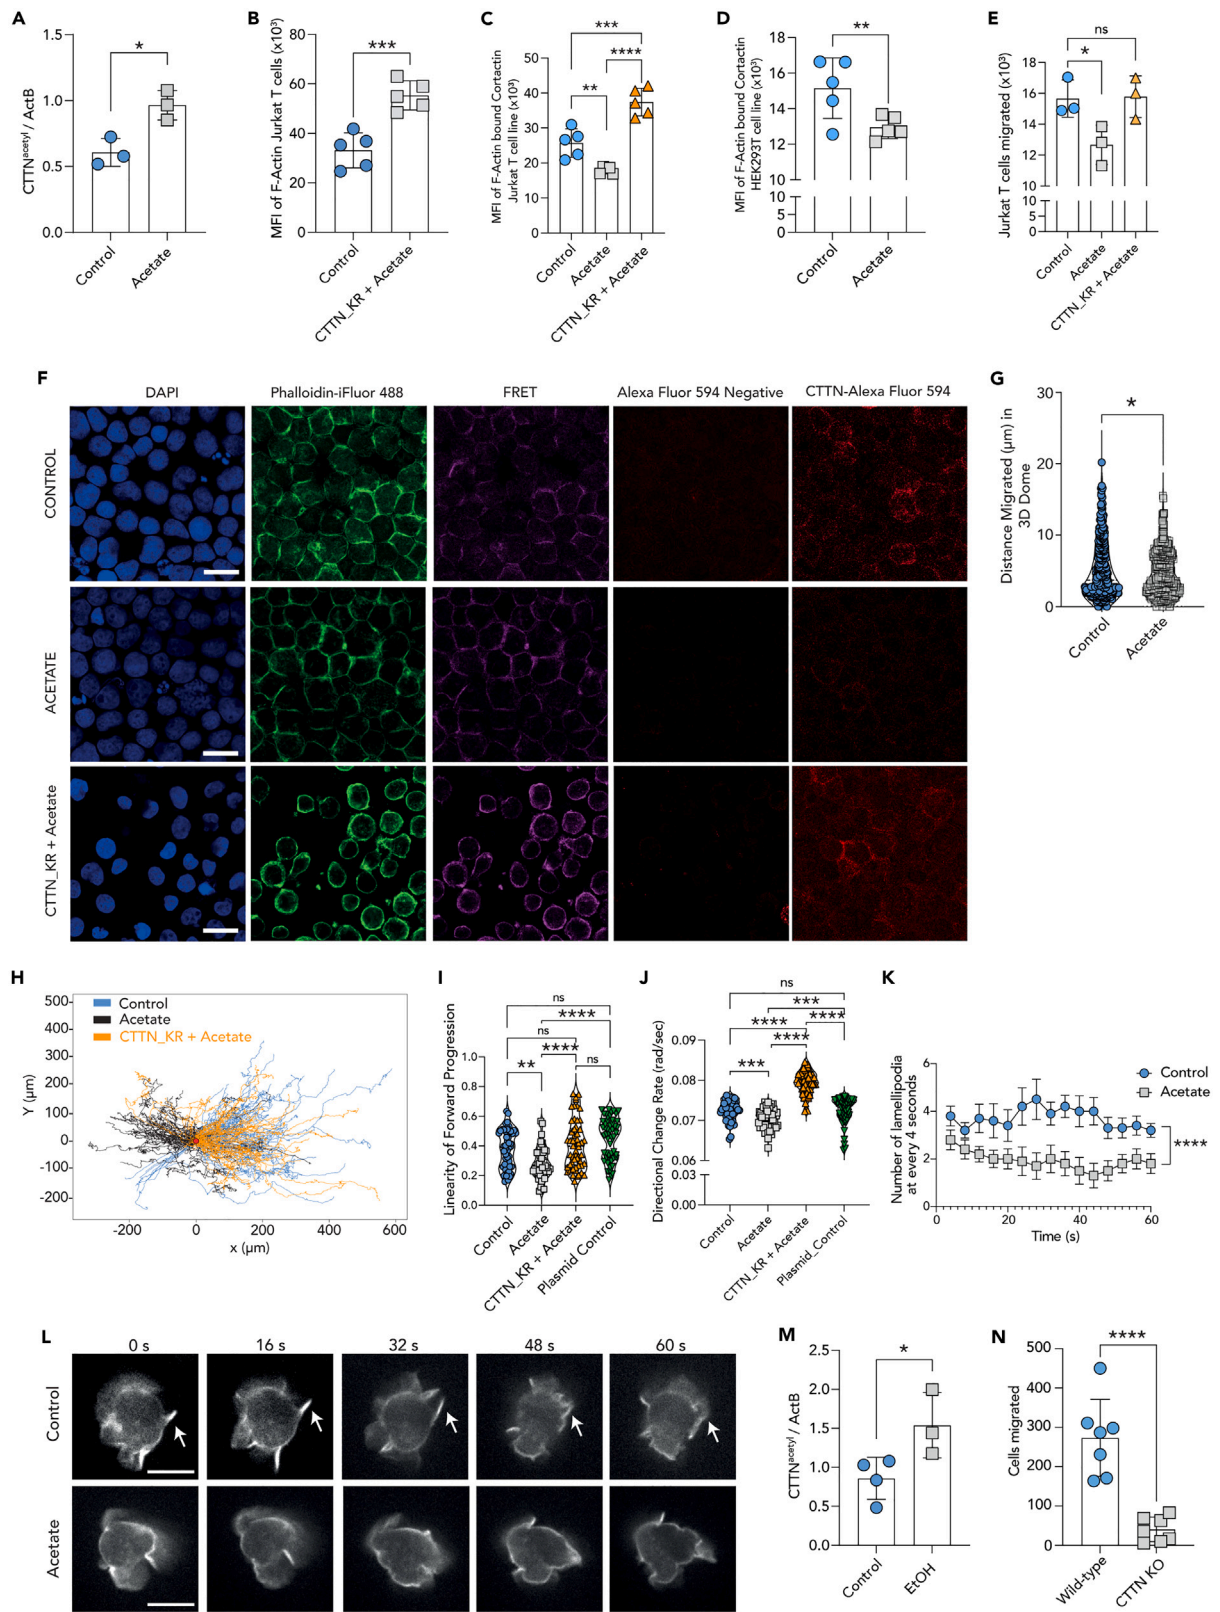 A
CTTNacetyl / ActB
1.5
1.0
0.5
0.0
*
Control
Acetate
B
MFI of F-Actin Jurkat T cells (x10³)
80
60
40
20
0
***
Control
CTTN_KR + Acetate
C
MFI of F-Actin bound Cortactin
Jurkat T cell line (x10³)
50
40
30
20
10
0
***
****
**
Control
Acetate
CTTN_KR + Acetate
D
MFI of F-Actin bound Cortactin
HEK293T cell line (x10³)
18
16
14
12
10
10
5
0
**
Control
Acetate
E
Jurkat T cells migrated (x10³)
18
16
14
12
10
10
5
0
ns
*
Control
Acetate
CTTN_KR + Acetate
F
DAPI
Phalloidin-iFluor 488
FRET
Alexa Fluor 594 Negative
CTTN-Alexa Fluor 594
CONTROL
ACETATE
CTTN_KR + Acetate
G
Distance Migrated (µm) in
3D Dome
30
20
10
0
*
Control
Acetate
H
Control
Acetate
CTTN_KR + Acetate
Y (µm)
500
400
300
200
100
0
-100
-200
-200
0
200
400
600
x (µm)
I
Linearity of Forward Progression
1.0
0.8
0.6
0.4
0.2
0.0
ns
****
ns
****
**
ns
Control
Acetate
CTTN_KR + Acetate
Plasmid Control
J
Directional Change Rate (rad/sec)
0.09
0.08
0.07
0.06
0.03
0.00
ns
***
****
****
****
***
Control
Acetate
CTTN_KR + Acetate
Plasmid_Control
K
Number of lamellipodia
at every 4 seconds
6
4
2
0
0
20
40
60
Time (s)
Control
Acetate
****
L
0 s
16 s
32 s
48 s
60 s
Control
Acetate
M
CTTNacetyl / ActB
2.5
2.0
1.5
1.0
0.5
0.0
*
Control
EtOH
N
Cells migrated
500
400
300
200
100
0
****
Wild-type
CTTN KO